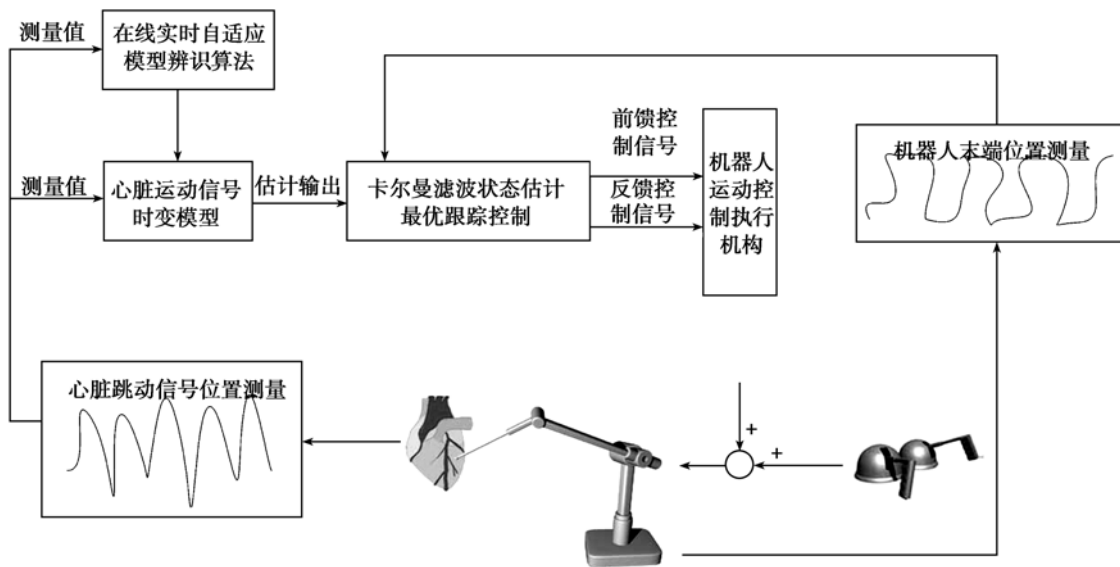 测量值
在线实时自适应
模型辨识算法
测量值
心脏运动信号
时变模型
估计输出
卡尔曼滤波状态估计
最优跟踪控制
前馈控
制信号
反馈控
制信号
机器人
运动控
制执行
机构
机器人末端位置测量
心脏跳动信号位置测量
+
+